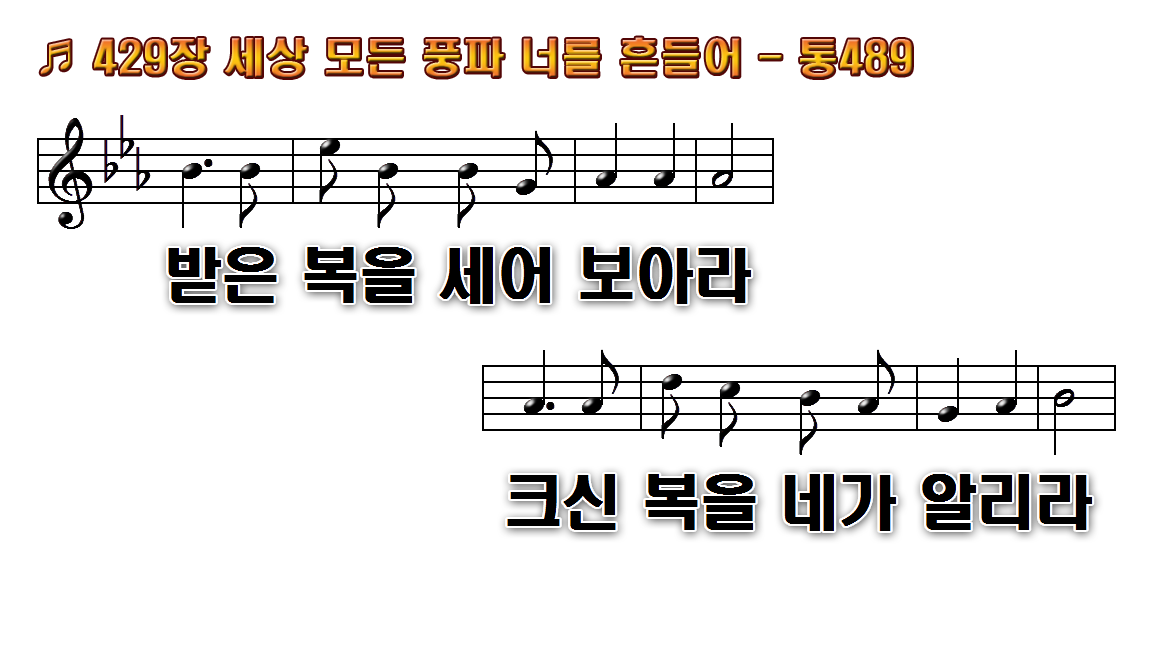 ♬ 429장 세상 모든 풍파 너를 흔들어 - 통489
받은 복을 세어 보아라
크신 복을 네가 알리라